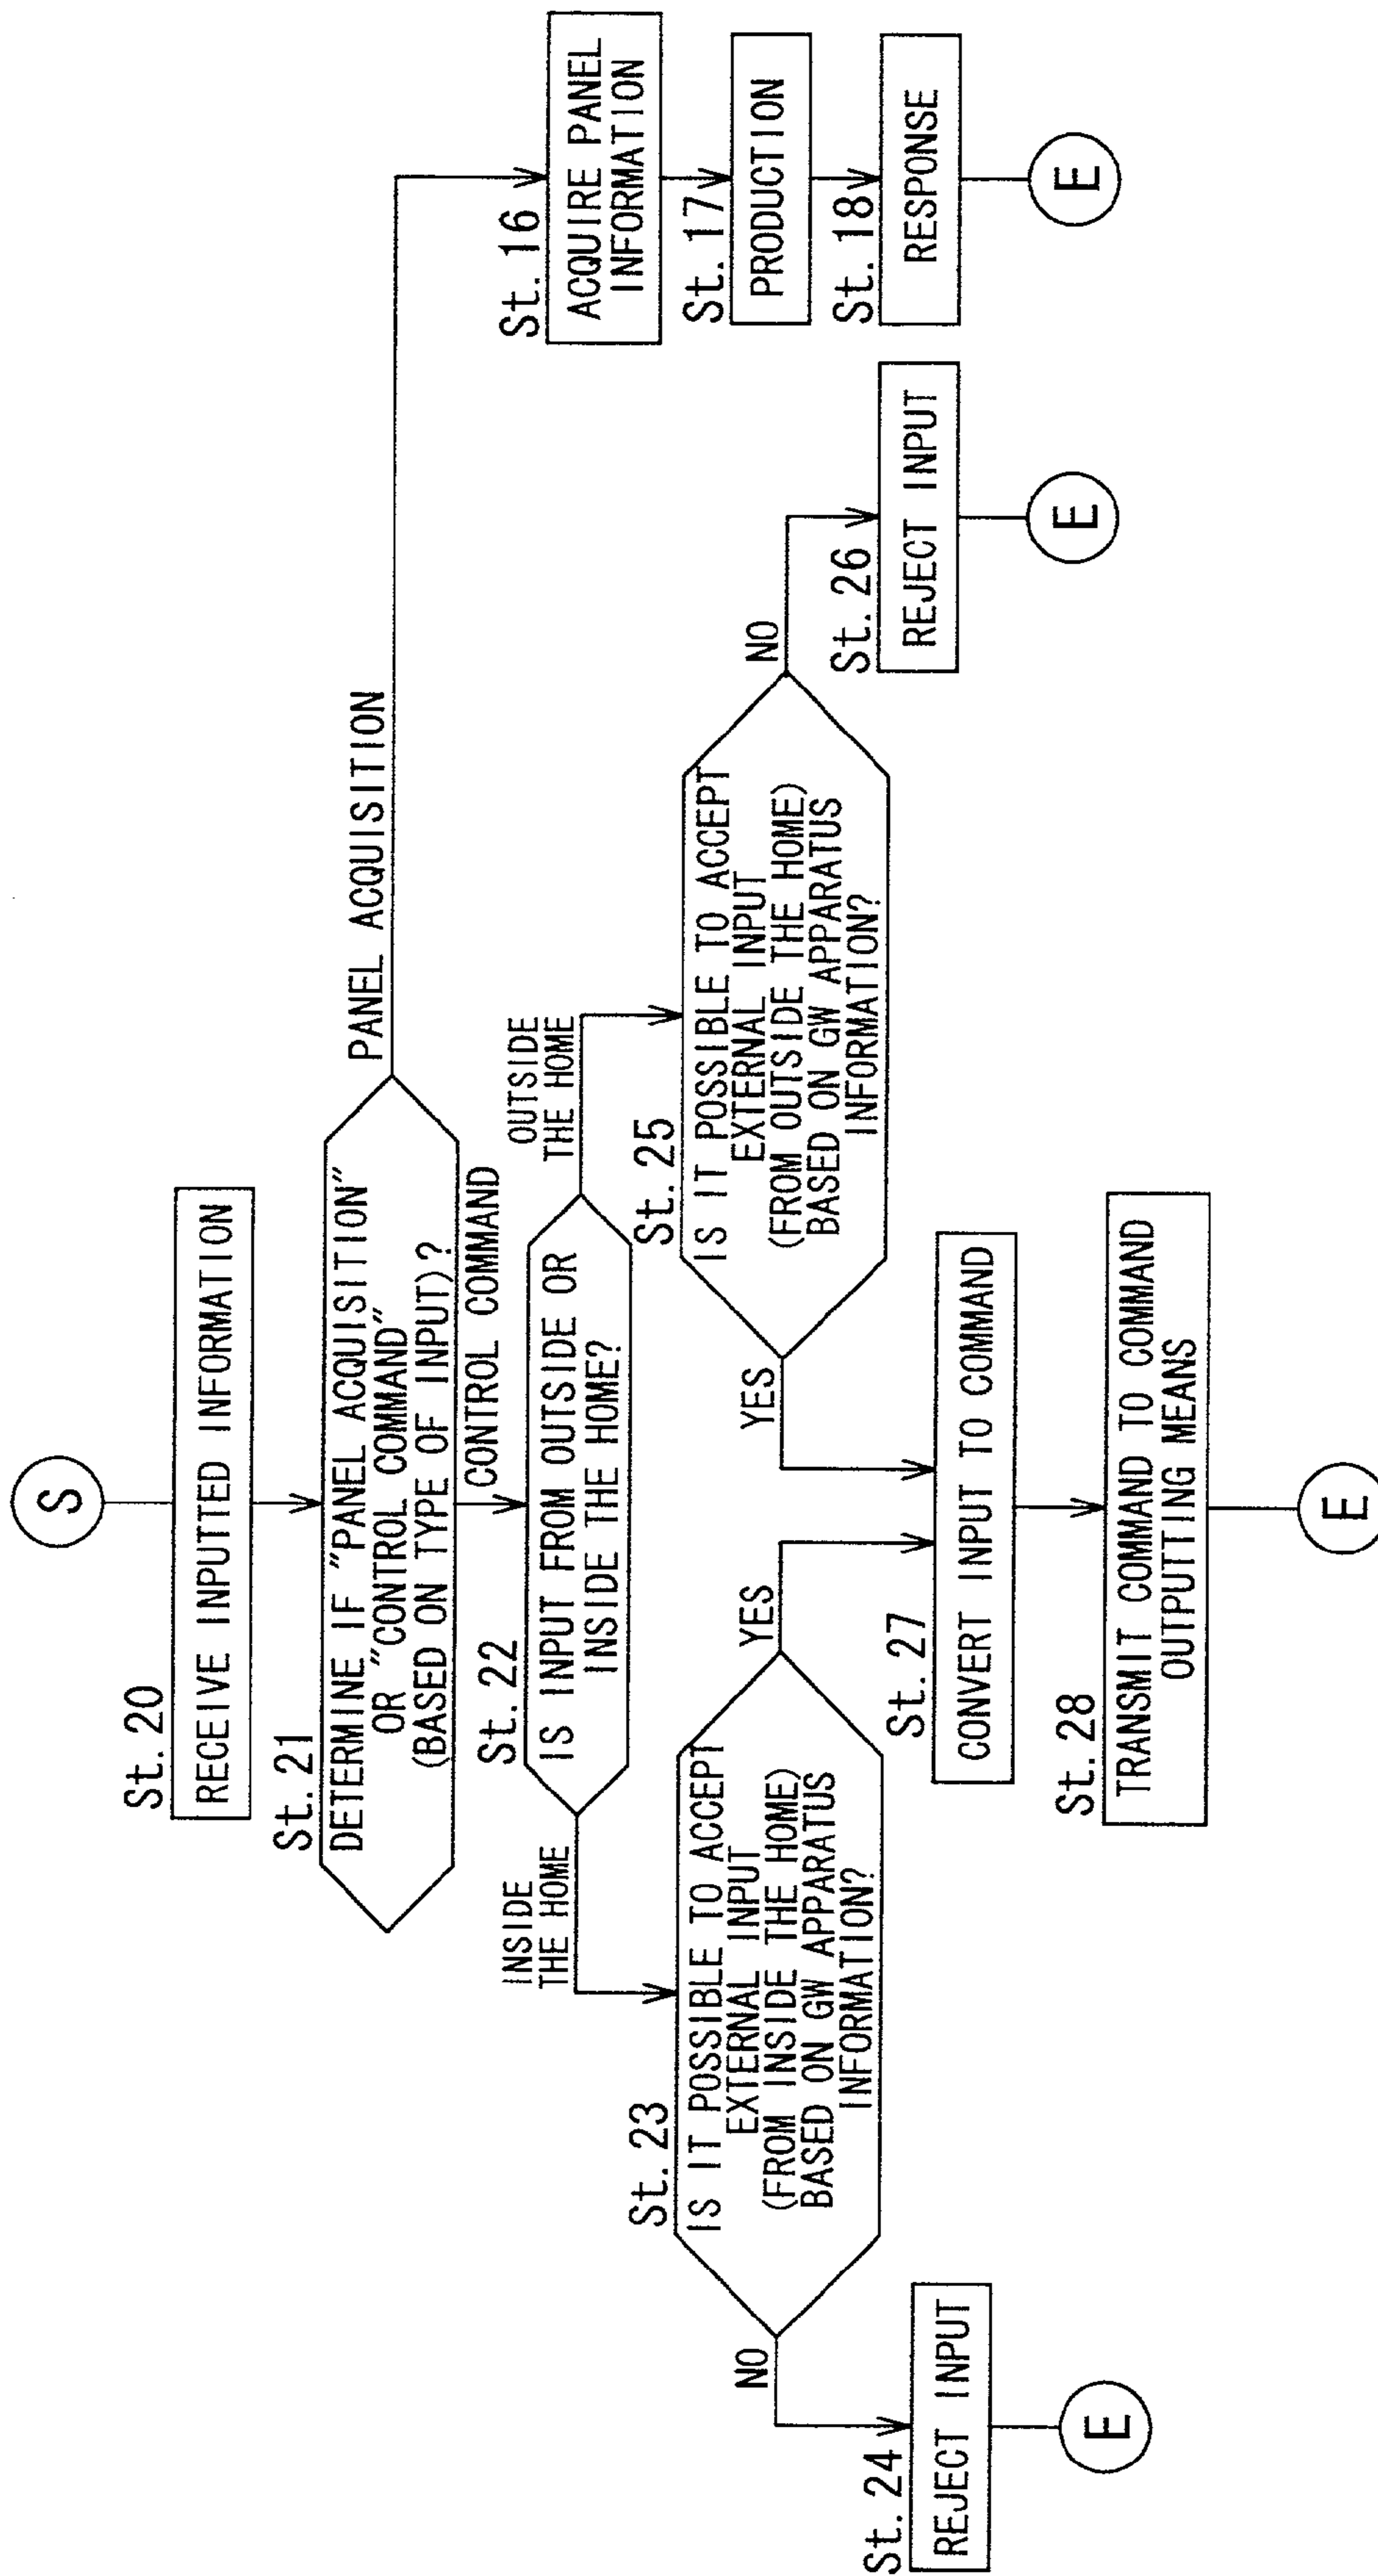 S
St. 20
RECEIVE INPUTTED INFORMATION
St. 21
DETERMINE IF "PANEL ACQUISITION"
OR "CONTROL COMMAND"
(BASED ON TYPE OF INPUT)?
PANEL ACQUISITION
CONTROL COMMAND
St. 16
ACQUIRE PANEL
INFORMATION
St. 17
PRODUCTION
St. 18
RESPONSE
E
St. 22
IS INPUT FROM OUTSIDE OR
INSIDE THE HOME?
INSIDE
THE HOME
OUTSIDE
THE HOME
St. 23
IS IT POSSIBLE TO ACCEPT
EXTERNAL INPUT
(FROM INSIDE THE HOME)
BASED ON GW APPARATUS
INFORMATION?
NO
YES
St. 24
REJECT INPUT
E
St. 25
IS IT POSSIBLE TO ACCEPT
EXTERNAL INPUT
(FROM OUTSIDE THE HOME)
BASED ON GW APPARATUS
INFORMATION?
YES
NO
St. 26
REJECT INPUT
E
St. 27
CONVERT INPUT TO COMMAND
St. 28
TRANSMIT COMMAND TO COMMAND
OUTPUTTING MEANS
E